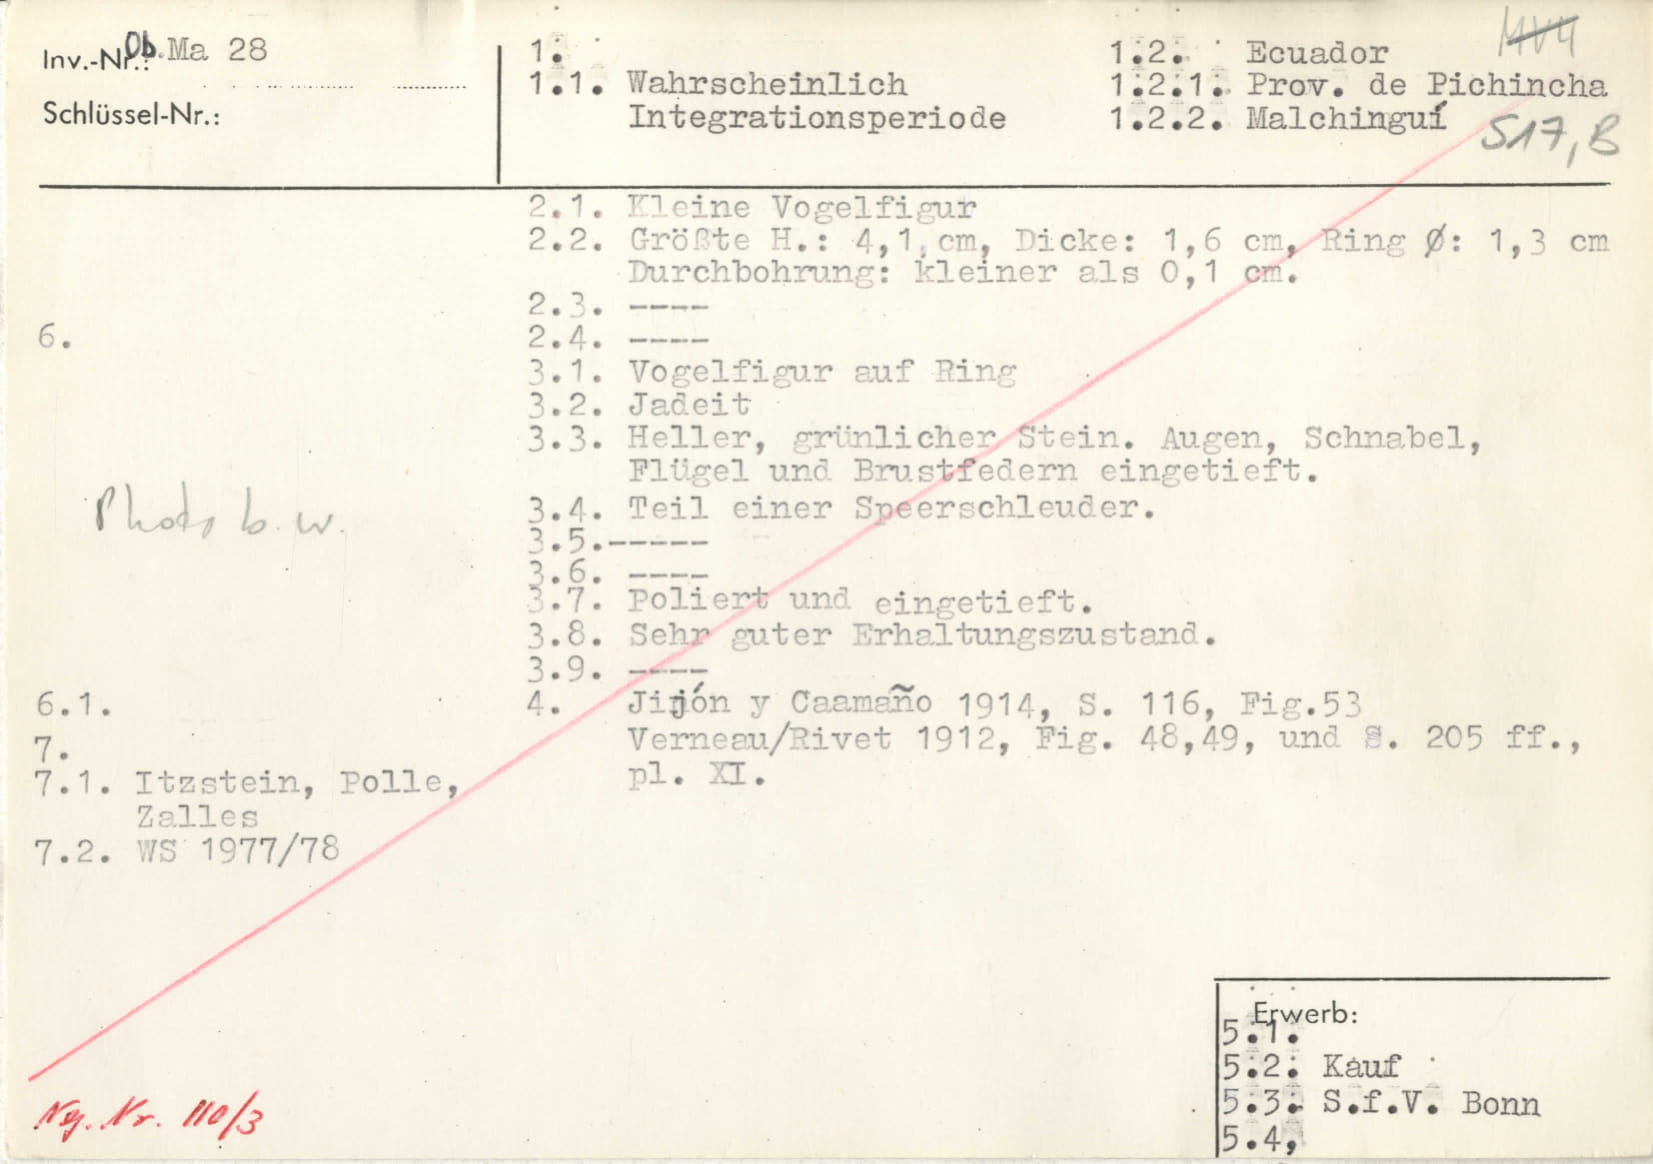 Inv.-Nr.: Ob. Ma 28
Schlüssel-Nr.:
1.
1.1. Wahrscheinlich
Integrationsperiode
1.2. Ecuador
1.2.1. Prov. de Pichincha
1.2.2. Malchinguí
S17, B
2.1. Kleine Vogelfigur
2.2. Größte H.: 4,1 cm, Dicke: 1,6 cm, Ring Ø: 1,3 cm
Durchbohrung: kleiner als 0,1 cm.
2.3. ----
6.
2.4. ----
3.1. Vogelfigur auf Ring
3.2. Jadeit
3.3. Heller, grünlicher Stein. Augen, Schnabel,
Flügel und Brustfedern eingetieft.
Photo b. w.
3.4. Teil einer Speerschleuder.
3.5.-----
3.6. ----
3.7. Poliert und eingetieft.
3.8. Sehr guter Erhaltungszustand.
3.9. ----
6.1.
4. Jijón y Caamaño 1914, S. 116, Fig.53
7.
Verneau/Rivet 1912, Fig. 48,49, und S. 205 ff.,
pl. XI.
7.1. Itzstein, Polle,
Zalles
7.2. WS 1977/78
Erwerb:
5.1.
5.2. Kauf
5.3. S.f.V. Bonn
5.4,
Neg. Nr. 110/3